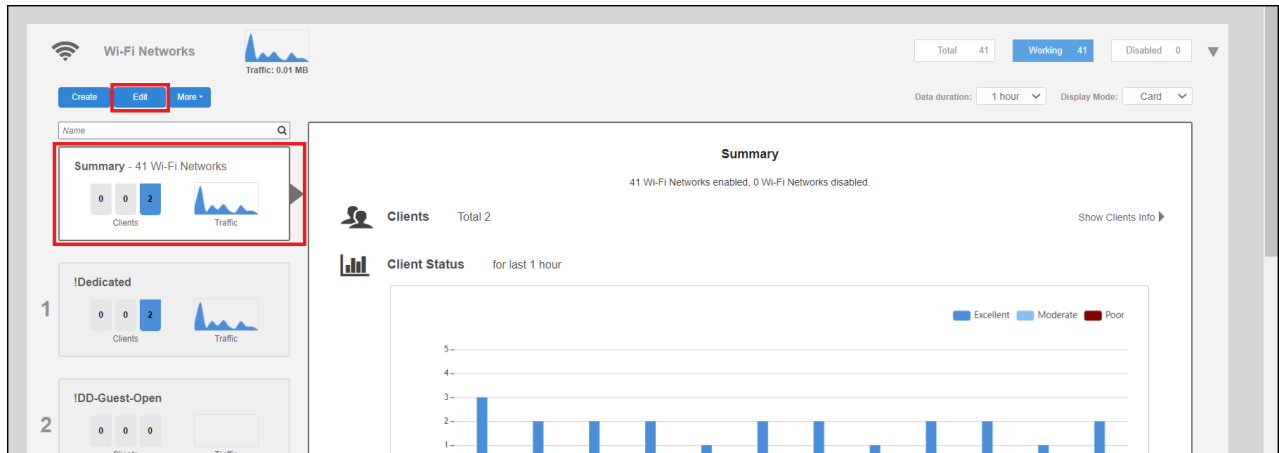 Wi-Fi Networks
Traffic: 0.01 MB
Total 41 Working 41 Disabled 0
Create Edit More
Data duration: 1 hour Display Mode: Card
Name
Summary - 41 Wi-Fi Networks
0 0 2
Clients Traffic
1
!Dedicated
0 0 2
Clients Traffic
2
!DD-Guest-Open
0 0 0
Clients Traffic
Summary
41 Wi-Fi Networks enabled, 0 Wi-Fi Networks disabled.
Clients Total 2 Show Clients Info
Client Status for last 1 hour
Excellent Moderate Poor
5
4
3
2
1